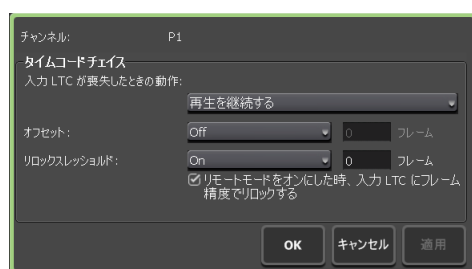 チャンネル: P1
タイムコードチェイス
入力 LTC が喪失したときの動作:
再生を継続する
オフセット: Off 0 フレーム
リロックスレッショルド: On 0 フレーム
リモートモードをオンにした時、入力 LTC にフレーム
精度でリロックする
OK キャンセル 適用